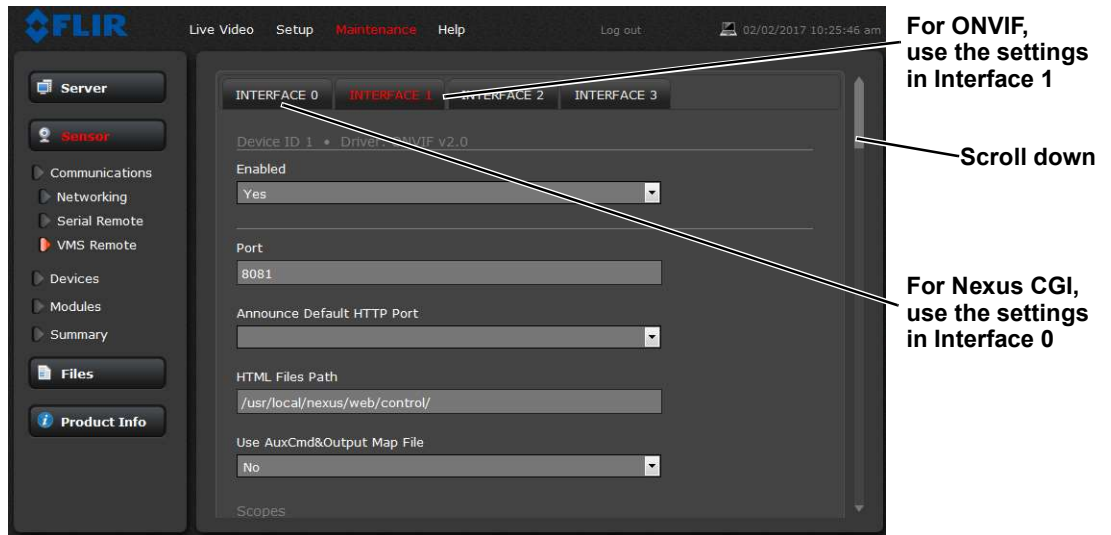 FLIR
Live Video Setup Maintenance Help Log out 02/02/2017 10:25:46 am
Server
Sensor
Communications
Networking
Serial Remote
VMS Remote
Devices
Modules
Summary
Files
Product Info
INTERFACE 0 INTERFACE 1 INTERFACE 2 INTERFACE 3
Device ID 1 • Driver: ONVIF v2.0
Enabled
Yes
Port
8081
Announce Default HTTP Port
HTML Files Path
/usr/local/nexus/web/control/
Use AuxCmd&Output Map File
No
Scopes
For ONVIF,
use the settings
in Interface 1
Scroll down
For Nexus CGI,
use the settings
in Interface 0